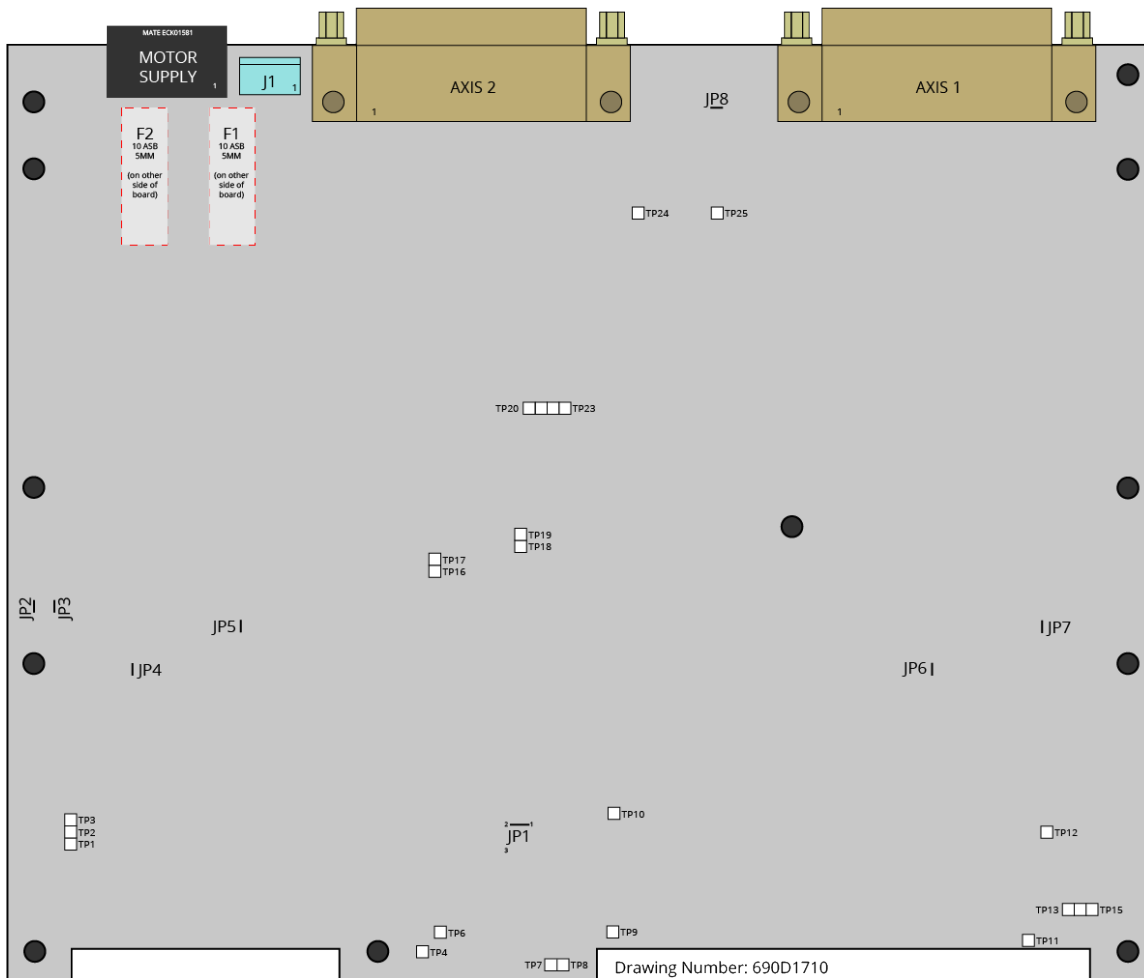 MATE ECK01581
MOTOR
SUPPLY
1
J1
1
AXIS 2
1
JP8
AXIS 1
1
F2
10 ASB
5MM
(on other
side of
board)
F1
10 ASB
5MM
(on other
side of
board)
TP24
TP25
TP20
TP23
TP19
TP18
TP17
TP16
JP2
JP3
JP5
JP7
JP4
JP6
TP3
TP2
TP1
2
1
JP1
3
TP10
TP12
TP13
TP15
TP6
TP9
TP11
TP4
TP7
TP8
Drawing Number: 690D1710